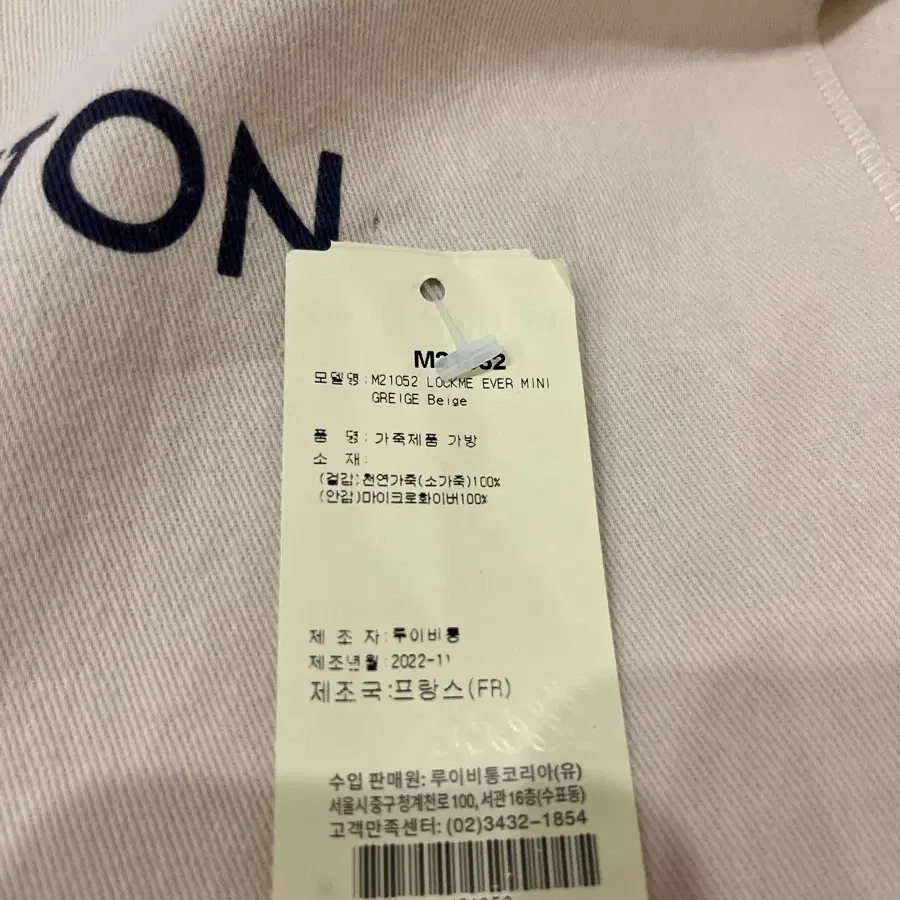 TON
M21052
모델명:M21052 LOCKME EVER MINI
GREIGE Beige
품 명:가죽제품 가방
소 재:
(겉감)천연가죽(소가죽)100%
(안감)마이크로화이버100%
제 조 자:루이비통
제조년월:2022-11
제조국:프랑스(FR)
수입 판매원: 루이비통코리아(유)
서울시중구청계천로100, 서관16층(수표동)
고객만족센터: (02)3432-1854